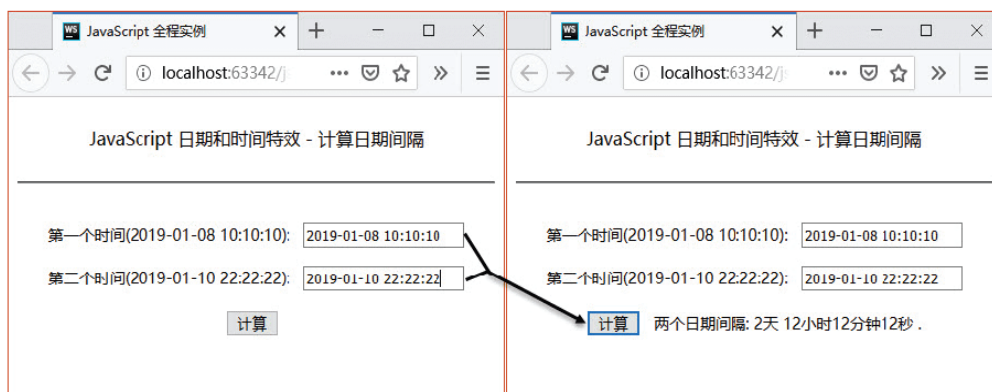 WS JavaScript 全程实例
localhost:63342/j
JavaScript 日期和时间特效 - 计算日期间隔
第一个时间(2019-01-08 10:10:10): 2019-01-08 10:10:10
第二个时间(2019-01-10 22:22:22): 2019-01-10 22:22:22
计算
WS JavaScript 全程实例
localhost:63342/j
JavaScript 日期和时间特效 - 计算日期间隔
第一个时间(2019-01-08 10:10:10): 2019-01-08 10:10:10
第二个时间(2019-01-10 22:22:22): 2019-01-10 22:22:22
计算 两个日期间隔: 2天 12小时12分钟12秒 .